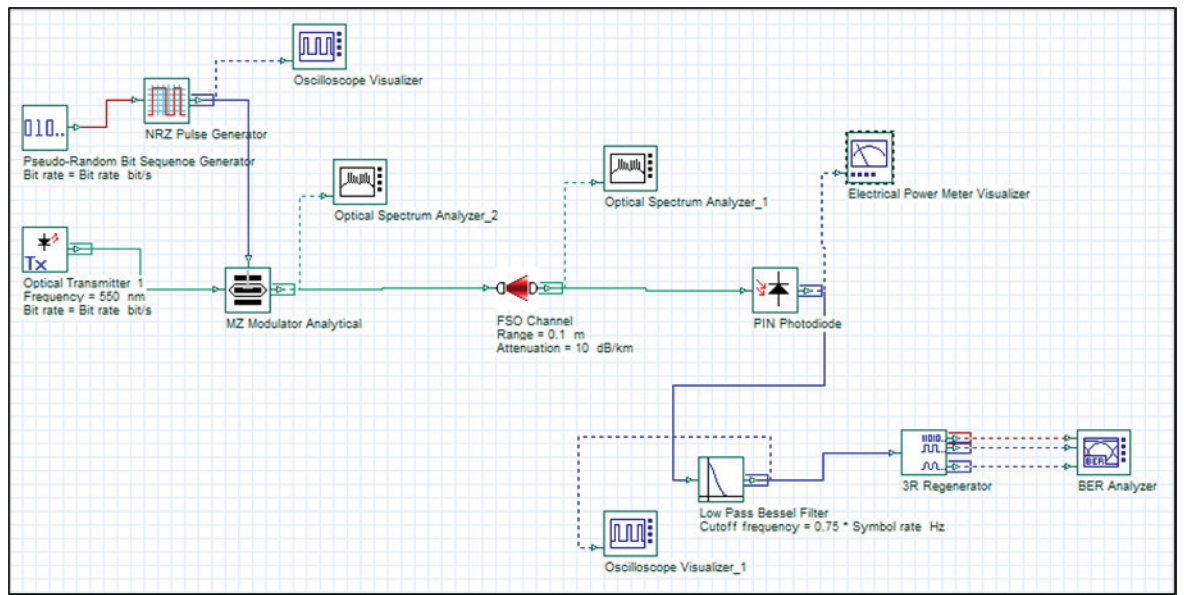 Oscilloscope Visualizer
010..
NRZ Pulse Generator
Pseudo-Random Bit Sequence Generator
Bit rate = Bit rate bit/s
Optical Spectrum Analyzer_2
Optical Spectrum Analyzer_1
Electrical Power Meter Visualizer
Tx
Optical Transmitter_1
Frequency = 550 nm
Bit rate = Bit rate bit/s
MZ Modulator Analytical
FSO Channel
Range = 0.1 m
Attenuation = 10 dB/km
PIN Photodiode
3R Regenerator
BER
BER Analyzer
Low Pass Bessel Filter
Cutoff frequency = 0.75 * Symbol rate Hz
Oscilloscope Visualizer_1